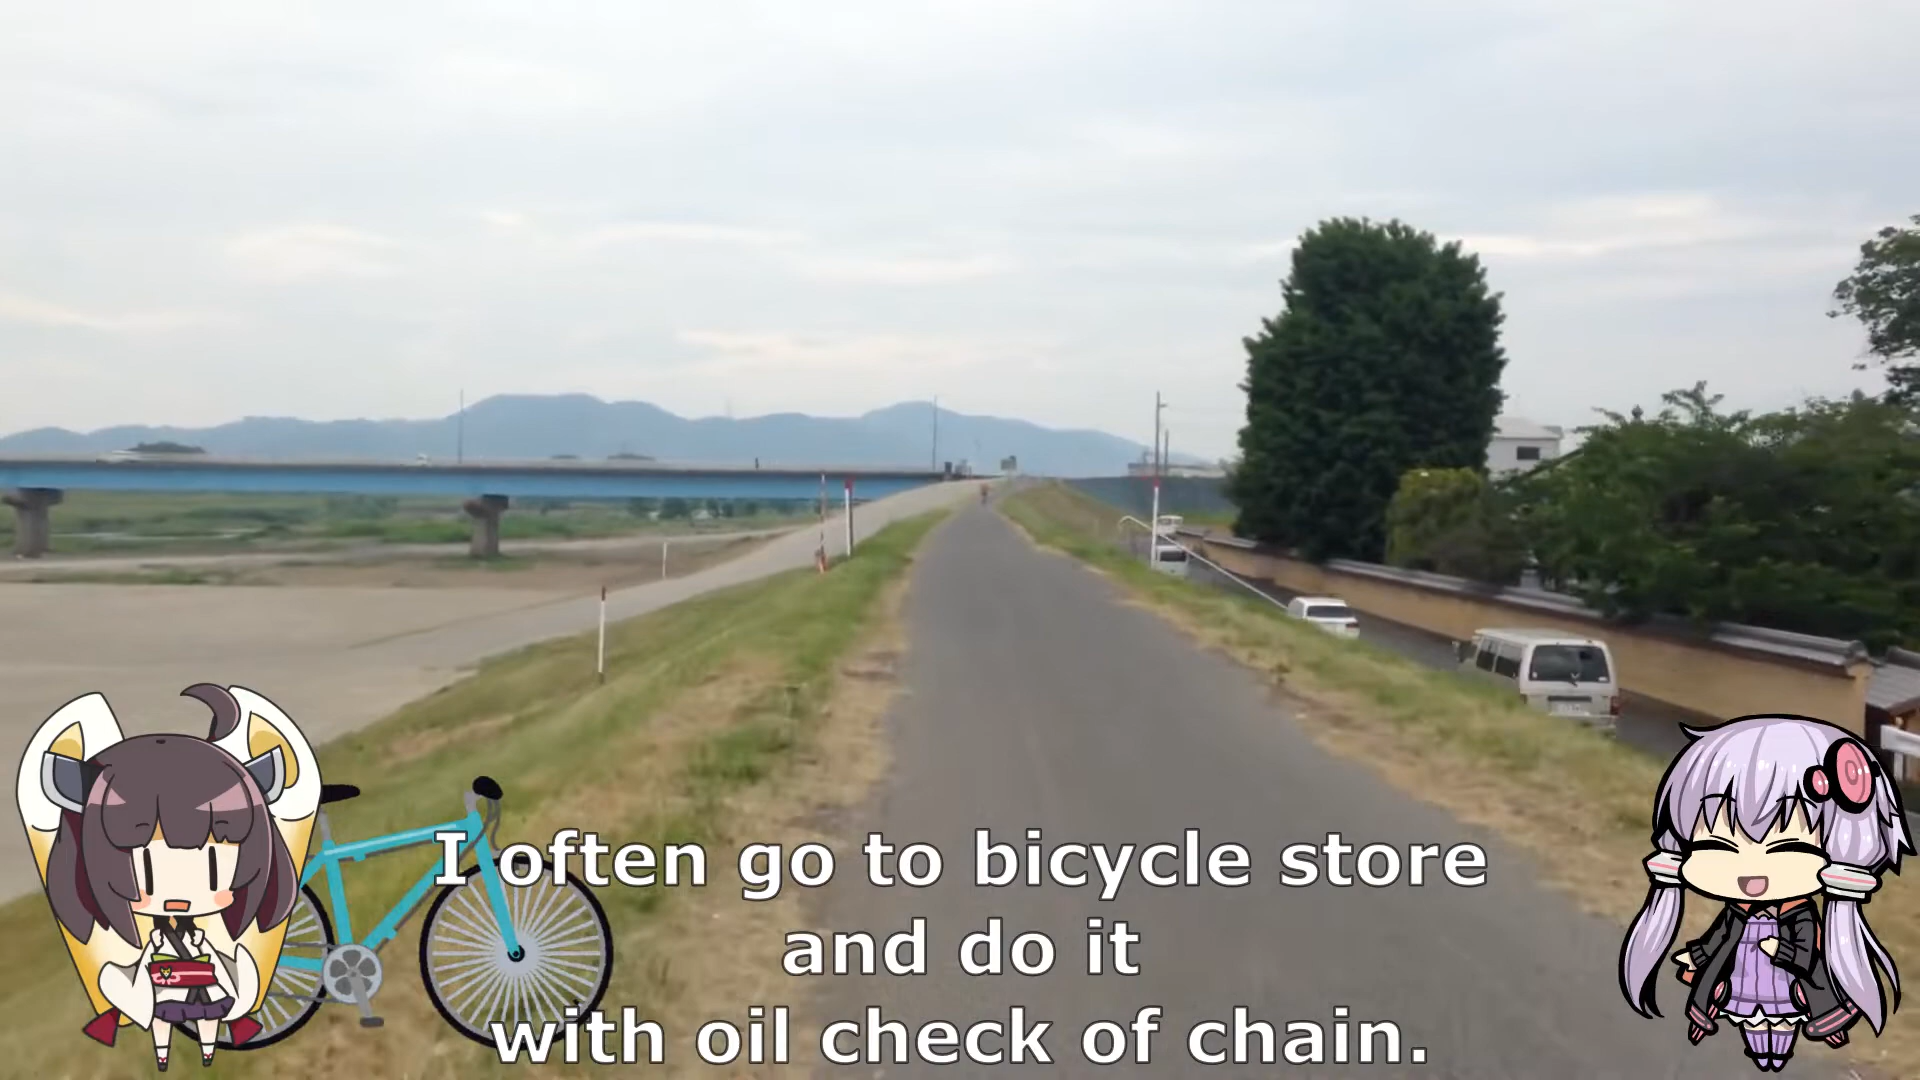 I often go to bicycle store
and do it
with oil check of chain.